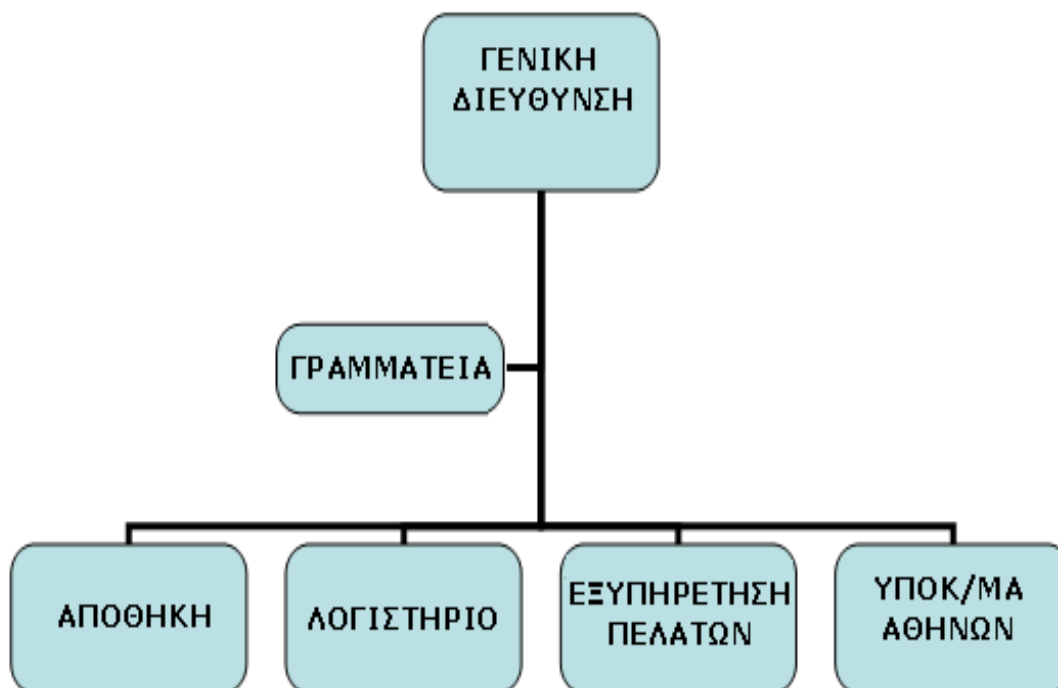 ΓΕΝΙΚΗ
ΔΙΕΥΘΥΝΣΗ
ΓΡΑΜΜΑΤΕΙΑ
ΑΠΟΘΗΚΗ
ΛΟΓΙΣΤΗΡΙΟ
ΕΞΥΠΗΡΕΤΗΣΗ
ΠΕΛΑΤΩΝ
ΥΠΟΚ/ΜΑ
ΑΘΗΝΩΝ